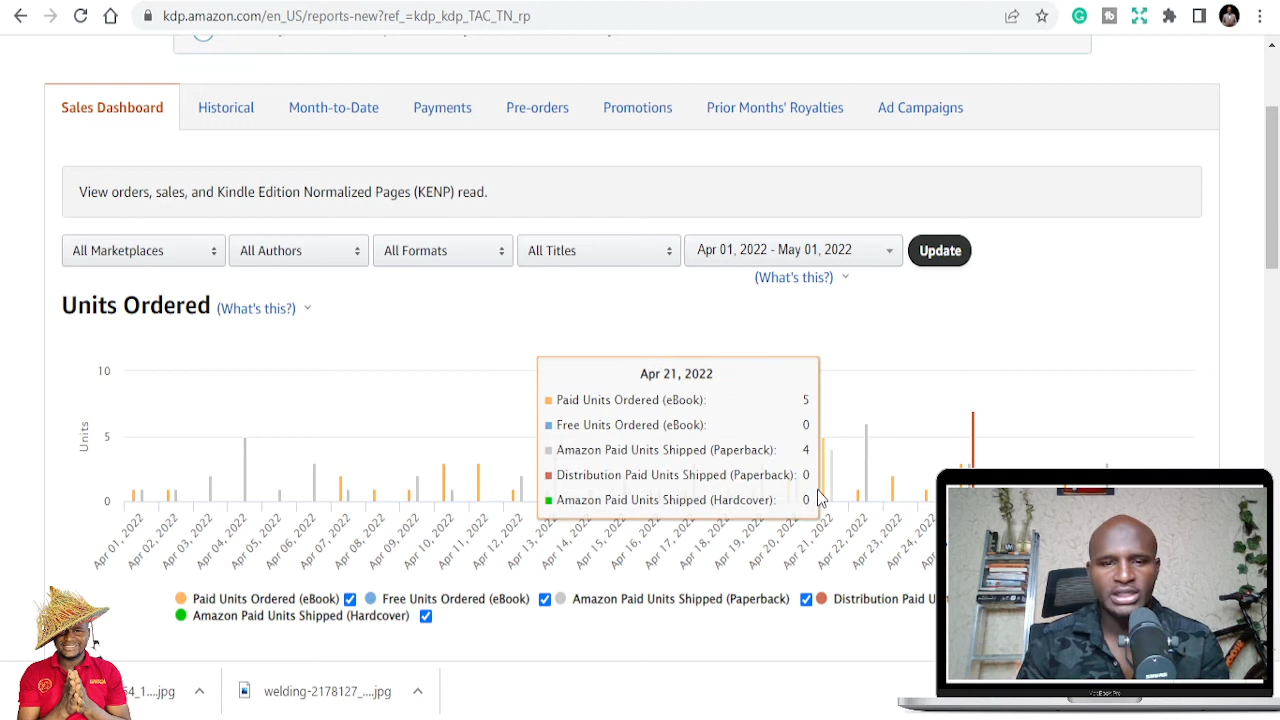 kdp.amazon.com/en_US/reports-new?ref_=kdp_kdp_TAC_TN_rp
Sales Dashboard Historical Month-to-Date Payments Pre-orders Promotions Prior Months' Royalties Ad Campaigns
View orders, sales, and Kindle Edition Normalized Pages (KENP) read.
All Marketplaces All Authors All Formats All Titles Apr 01, 2022 - May 01, 2022 Update
(What's this?)
Units Ordered (What's this?)
10
5
0
Units
Apr 21, 2022
Paid Units Ordered (eBook): 5
Free Units Ordered (eBook): 0
Amazon Paid Units Shipped (Paperback): 4
Distribution Paid Units Shipped (Paperback): 0
Amazon Paid Units Shipped (Hardcover): 0
Apr 01, 2022 Apr 02, 2022 Apr 03, 2022 Apr 04, 2022 Apr 05, 2022 Apr 06, 2022 Apr 07, 2022 Apr 08, 2022 Apr 09, 2022 Apr 10, 2022 Apr 11, 2022 Apr 12, 2022 Apr 13, 2022 Apr 14, 2022 Apr 15, 2022 Apr 16, 2022 Apr 17, 2022 Apr 18, 2022 Apr 19, 2022 Apr 20, 2022 Apr 21, 2022 Apr 22, 2022 Apr 23, 2022 Apr 24, 2022
Paid Units Ordered (eBook) Free Units Ordered (eBook) Amazon Paid Units Shipped (Paperback) Distribution Paid
Amazon Paid Units Shipped (Hardcover)
welding-2178127_....jpg
MacBook Pro